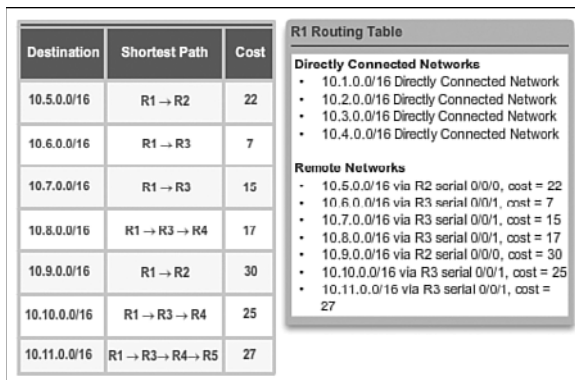 Destination Shortest Path Cost
10.5.0.0/16 R1 → R2 22
10.6.0.0/16 R1 → R3 7
10.7.0.0/16 R1 → R3 15
10.8.0.0/16 R1 → R3 → R4 17
10.9.0.0/16 R1 → R2 30
10.10.0.0/16 R1 → R3 → R4 25
10.11.0.0/16 R1 → R3 → R4 → R5 27
R1 Routing Table
Directly Connected Networks
• 10.1.0.0/16 Directly Connected Network
• 10.2.0.0/16 Directly Connected Network
• 10.3.0.0/16 Directly Connected Network
• 10.4.0.0/16 Directly Connected Network
Remote Networks
• 10.5.0.0/16 via R2 serial 0/0/0, cost = 22
• 10.6.0.0/16 via R3 serial 0/0/1, cost = 7
• 10.7.0.0/16 via R3 serial 0/0/1, cost = 15
• 10.8.0.0/16 via R3 serial 0/0/1, cost = 17
• 10.9.0.0/16 via R2 serial 0/0/0, cost = 30
• 10.10.0.0/16 via R3 serial 0/0/1, cost = 25
• 10.11.0.0/16 via R3 serial 0/0/1, cost =
27